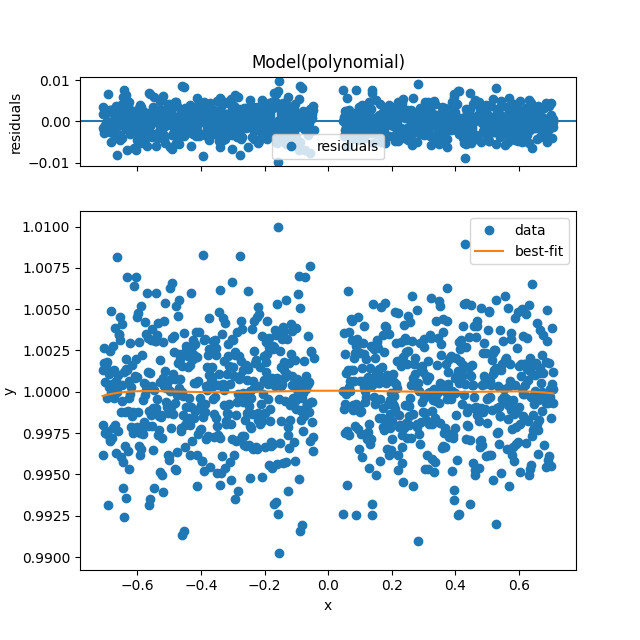 Model(polynomial)
0.01
0.00
−0.01
residuals
residuals
1.0100
1.0075
1.0050
1.0025
1.0000
0.9975
0.9950
0.9925
0.9900
y
data
best-fit
−0.6 −0.4 −0.2 0.0 0.2 0.4 0.6
x